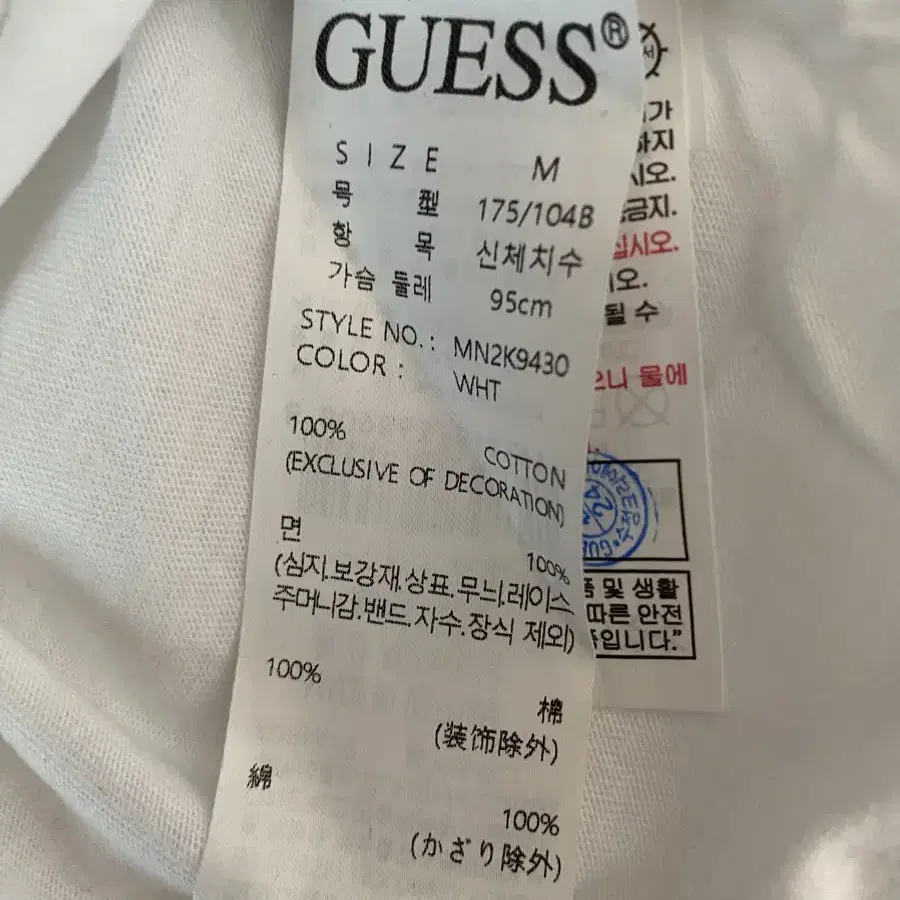 GUESS®
SIZE M
号型 175/104B
항목 신체치수
가슴둘레 95cm
STYLE NO.: MN2K9430
COLOR : WHT
100% COTTON
(EXCLUSIVE OF DECORATION)
면 100%
(심지.보강재.상표.무늬.레이스
주머니감.밴드.자수.장식 제외)
100% 棉
(装饰除外)
綿 100%
(かざり除外)
가
하지
시오.
금지.
십시오.
오.
될 수
으니 물에
품 및 생활
따른 안전
품입니다."